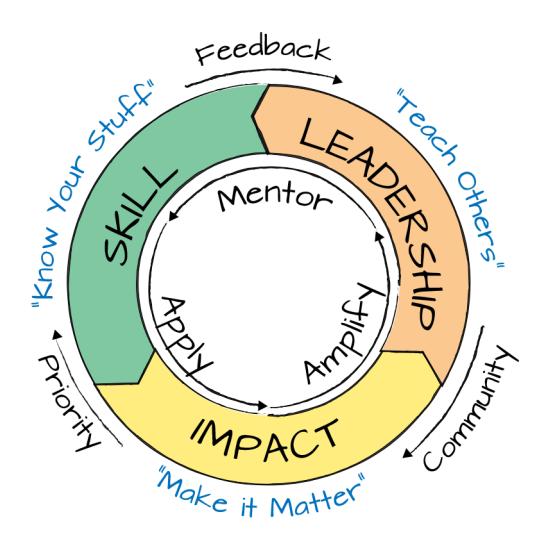 Feedback
"Know Your Stuff"
"Teach Others"
SKILL
LEADERSHIP
Mentor
Apply
Amplify
Priority
Community
IMPACT
"Make it Matter"